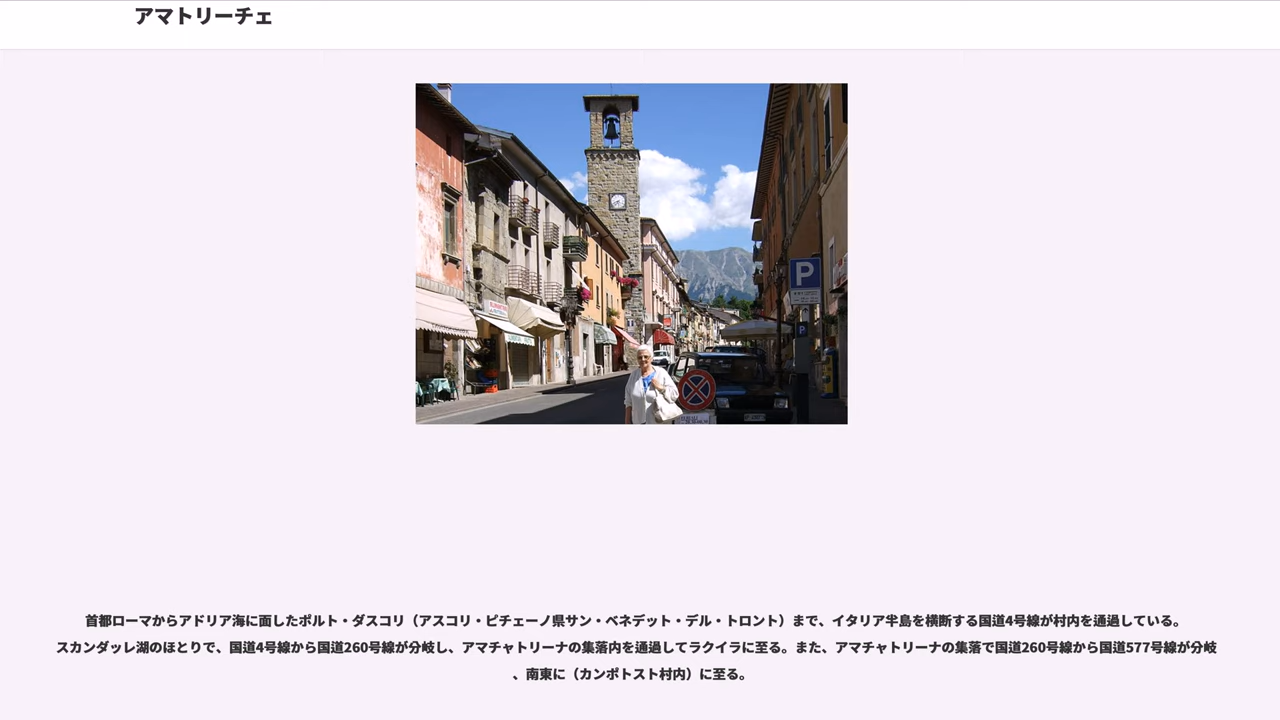 アマトリーチェ
P
P
首都ローマからアドリア海に面したポルト・ダスコリ（アスコリ・ピチェーノ県サン・ベネデット・デル・トロント）まで、イタリア半島を横断する国道4号線が村内を通過している。
スカンダッレ湖のほとりで、国道4号線から国道260号線が分岐し、アマチャトリーナの集落内を通過してラクイラに至る。また、アマチャトリーナの集落で国道260号線から国道577号線が分岐
、南東に（カンポトスト村内）に至る。